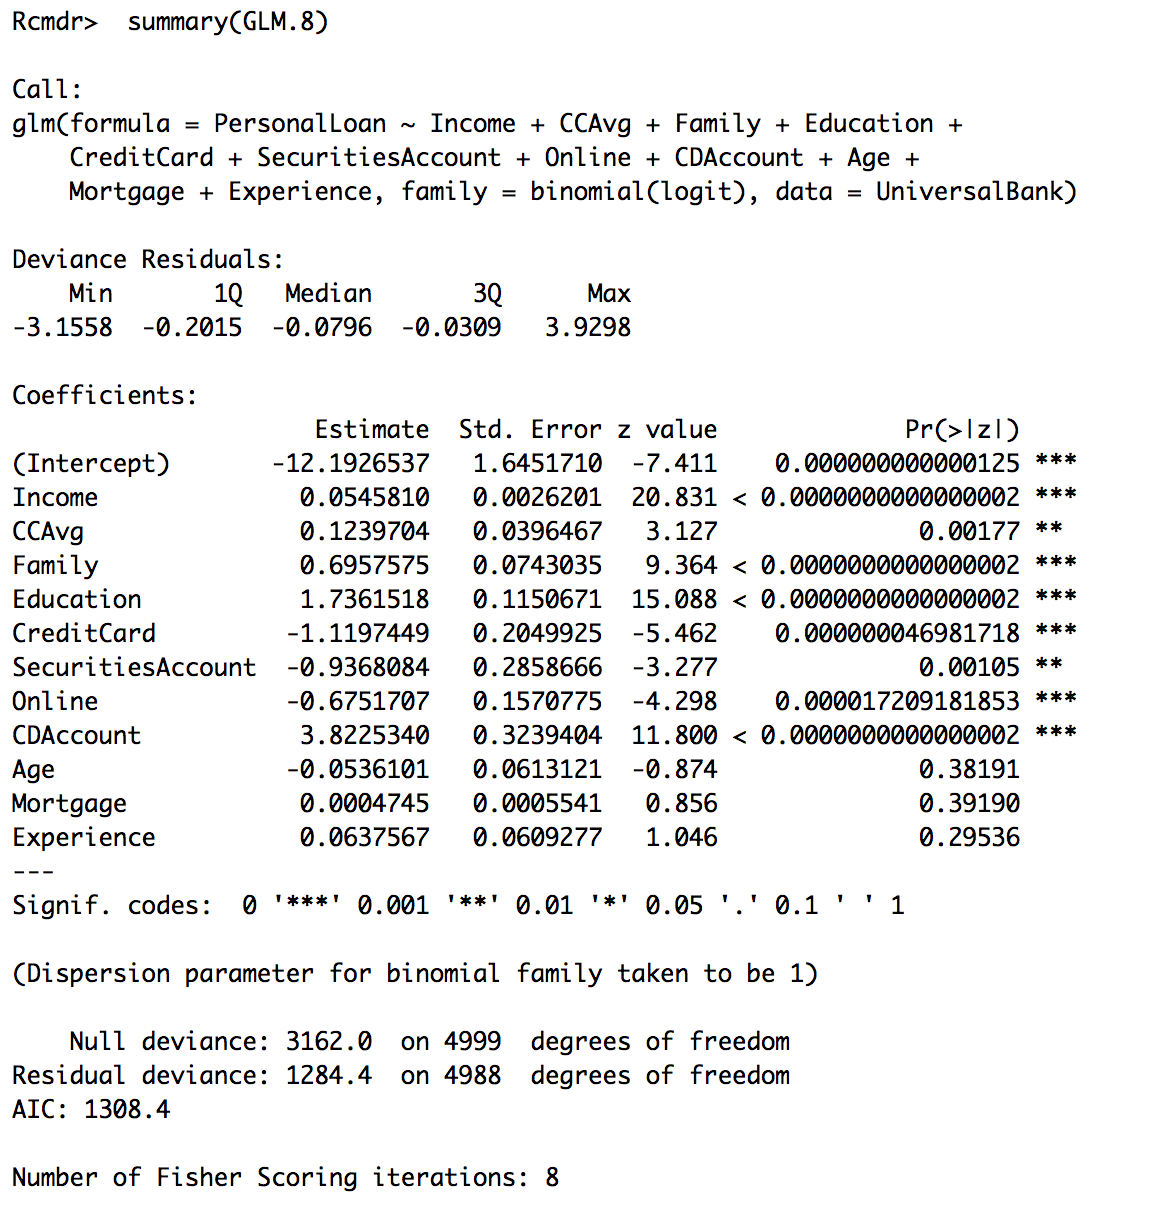 Rcmdr>  summary(GLM.8)

Call:
glm(formula = PersonalLoan ~ Income + CCAvg + Family + Education +
    CreditCard + SecuritiesAccount + Online + CDAccount + Age +
    Mortgage + Experience, family = binomial(logit), data = UniversalBank)

Deviance Residuals:
    Min       1Q   Median       3Q      Max
-3.1558  -0.2015  -0.0796  -0.0309   3.9298

Coefficients:
                     Estimate  Std. Error z value             Pr(>|z|)
(Intercept)       -12.1926537   1.6451710  -7.411    0.000000000000125 ***
Income              0.0545810   0.0026201  20.831 < 0.0000000000000002 ***
CCAvg               0.1239704   0.0396467   3.127              0.00177 **
Family              0.6957575   0.0743035   9.364 < 0.0000000000000002 ***
Education           1.7361518   0.1150671  15.088 < 0.0000000000000002 ***
CreditCard         -1.1197449   0.2049925  -5.462    0.000000046981718 ***
SecuritiesAccount  -0.9368084   0.2858666  -3.277              0.00105 **
Online             -0.6751707   0.1570775  -4.298    0.000017209181853 ***
CDAccount           3.8225340   0.3239404  11.800 < 0.0000000000000002 ***
Age                -0.0536101   0.0613121  -0.874              0.38191
Mortgage            0.0004745   0.0005541   0.856              0.39190
Experience          0.0637567   0.0609277   1.046              0.29536
---
Signif. codes:  0 '***' 0.001 '**' 0.01 '*' 0.05 '.' 0.1 ' ' 1

(Dispersion parameter for binomial family taken to be 1)

    Null deviance: 3162.0  on 4999  degrees of freedom
Residual deviance: 1284.4  on 4988  degrees of freedom
AIC: 1308.4

Number of Fisher Scoring iterations: 8